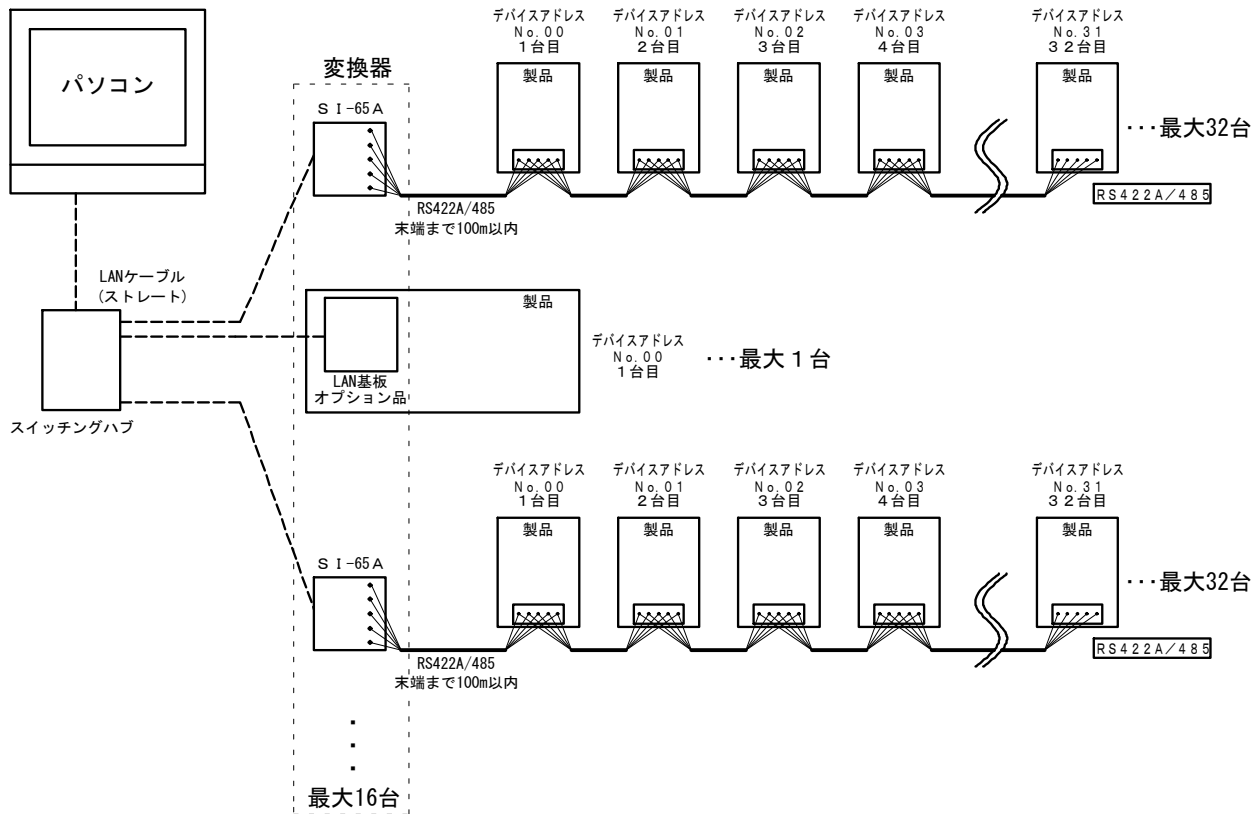 パソコン
変換器
SI-65A
デバイスアドレス
No.00
1台目
デバイスアドレス
No.01
2台目
デバイスアドレス
No.02
3台目
デバイスアドレス
No.03
4台目
デバイスアドレス
No.31
32台目
製品
製品
製品
製品
製品
・・・最大32台
RS422A/485
RS422A/485
末端まで100m以内
LANケーブル
(ストレート)
スイッチングハブ
製品
LAN基板
オプション品
デバイスアドレス
No.00
1台目
・・・最大1台
デバイスアドレス
No.00
1台目
デバイスアドレス
No.01
2台目
デバイスアドレス
No.02
3台目
デバイスアドレス
No.03
4台目
デバイスアドレス
No.31
32台目
SI-65A
製品
製品
製品
製品
製品
・・・最大32台
RS422A/485
RS422A/485
末端まで100m以内
最大16台